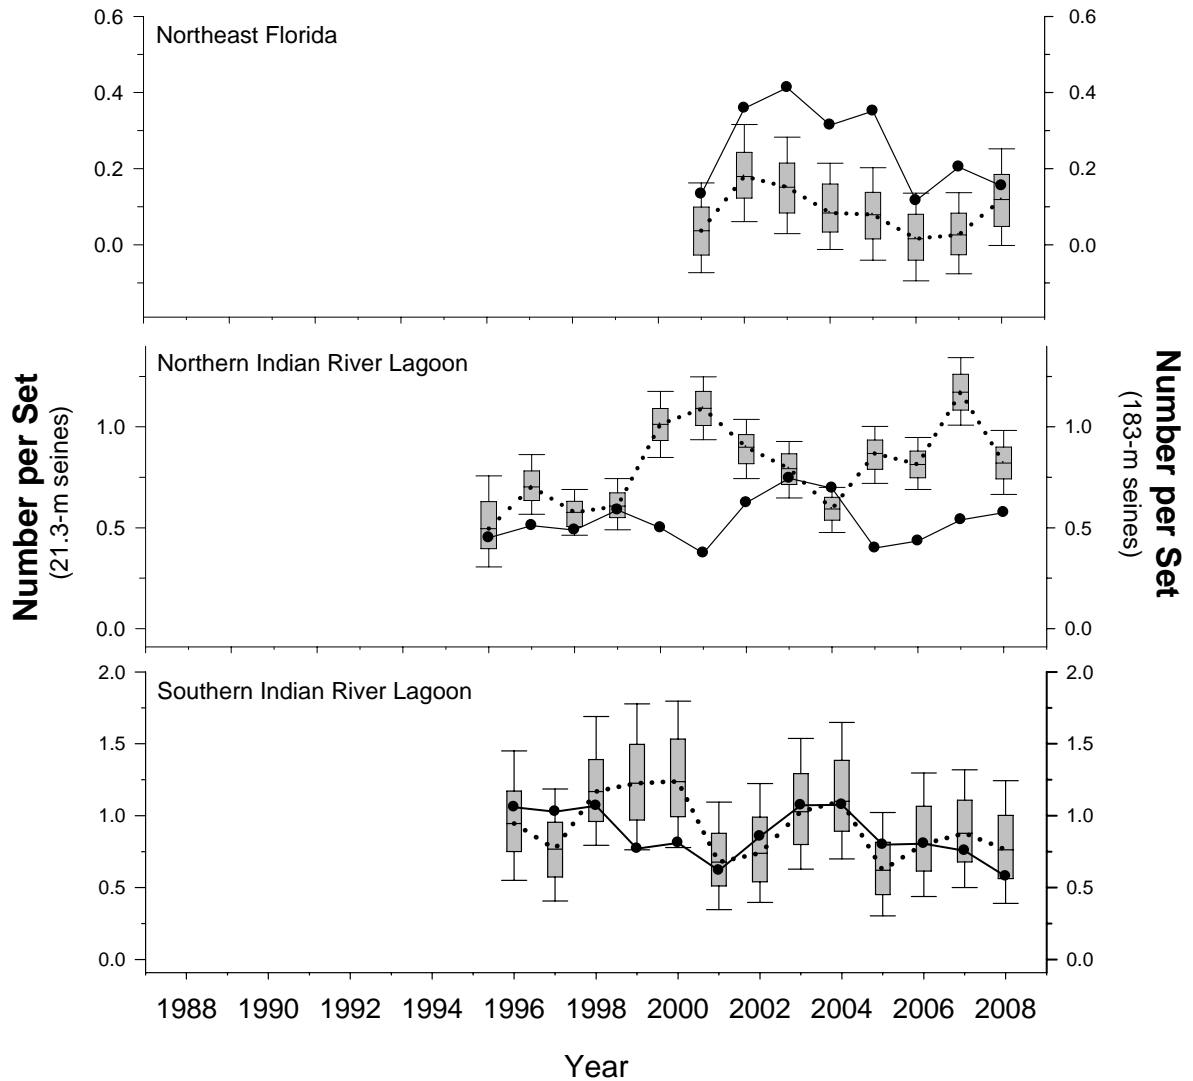 Northeast Florida
0.6
0.4
0.2
0.0
0.6
0.4
0.2
0.0
Northern Indian River Lagoon
1.0
0.5
0.0
1.0
0.5
0.0
Number per Set
(21.3-m seines)
Number per Set
(183-m seines)
Southern Indian River Lagoon
2.0
1.5
1.0
0.5
0.0
2.0
1.5
1.0
0.5
0.0
1988 1990 1992 1994 1996 1998 2000 2002 2004 2006 2008
Year